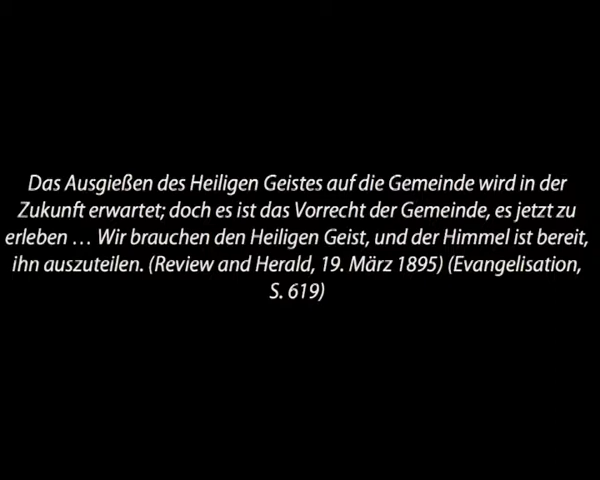 Das Ausgießen des Heiligen Geistes auf die Gemeinde wird in der
Zukunft erwartet; doch es ist das Vorrecht der Gemeinde, es jetzt zu
erleben … Wir brauchen den Heiligen Geist, und der Himmel ist bereit,
ihn auszuteilen. (Review and Herald, 19. März 1895) (Evangelisation,
S. 619)